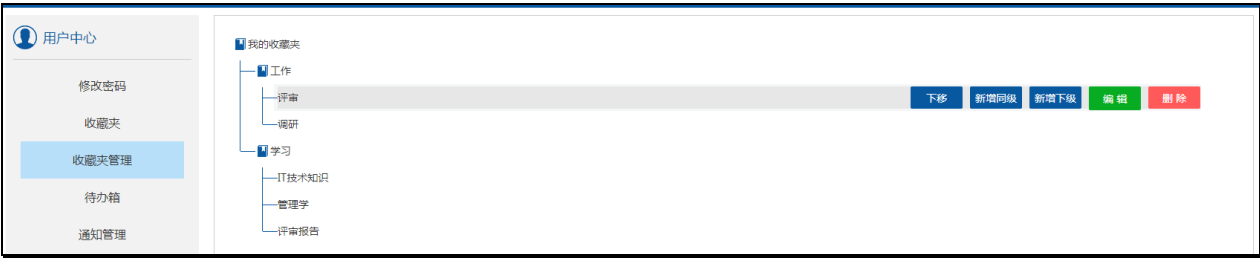 用户中心
修改密码
收藏夹
收藏夹管理
待办箱
通知管理
我的收藏夹
工作
评审 下移 新增同级 新增下级 编辑 删除
调研
学习
IT技术知识
管理学
评审报告